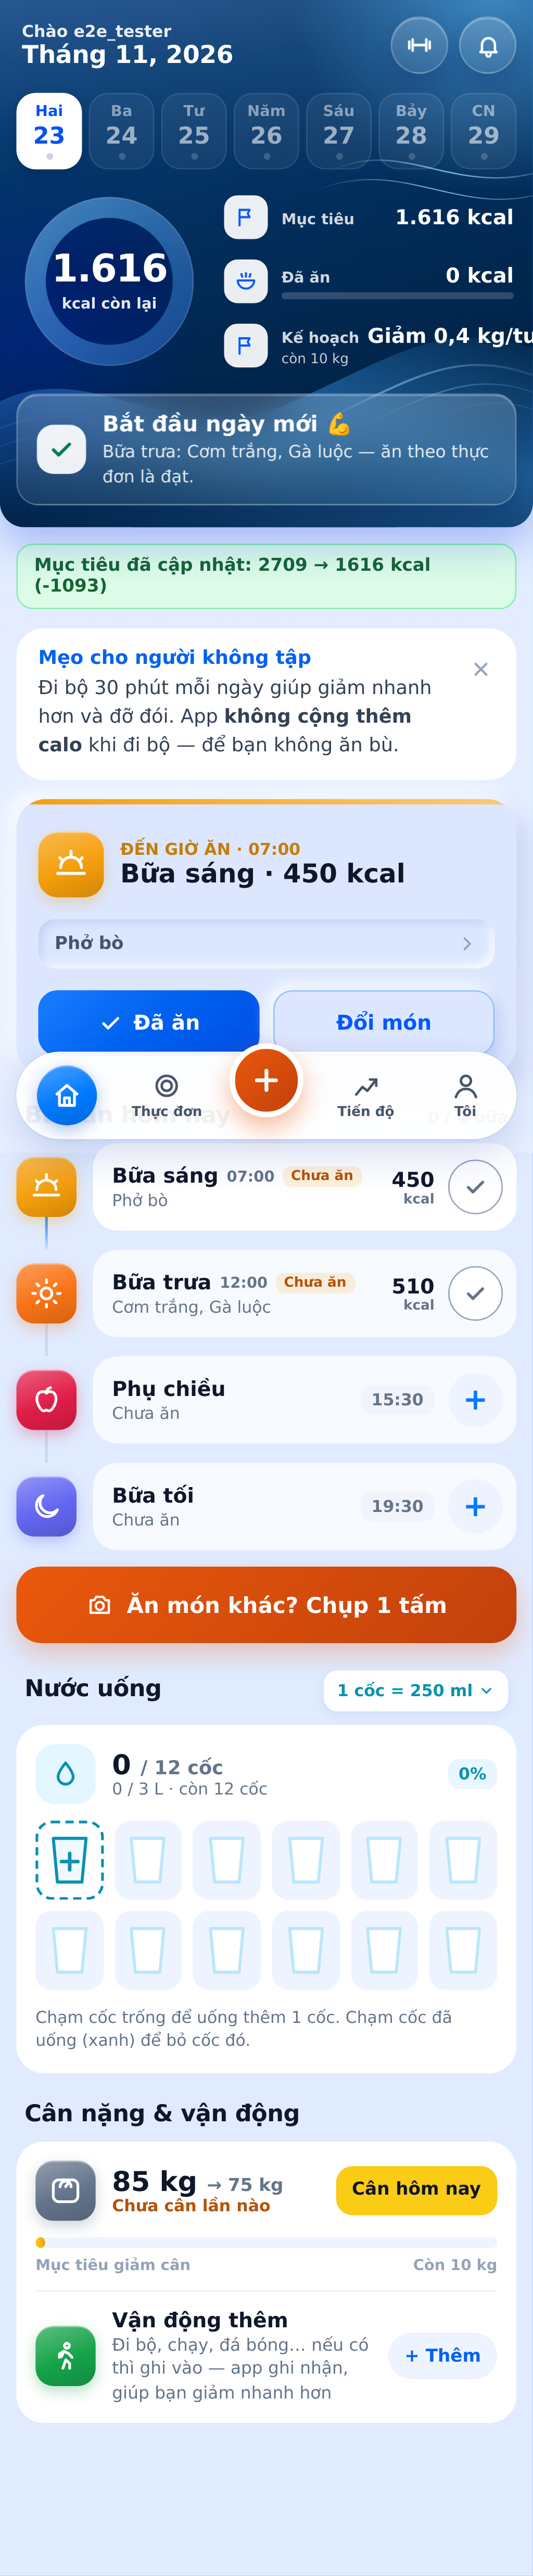 Chào e2e_tester
Tháng 11, 2026
Hai
23
Ba
24
Tư
25
Năm
26
Sáu
27
Bảy
28
CN
29
1.616
kcal còn lại
Mục tiêu 1.616 kcal
Đã ăn 0 kcal
Kế hoạch Giảm 0,4 kg/tu
còn 10 kg
Bắt đầu ngày mới 💪
Bữa trưa: Cơm trắng, Gà luộc — ăn theo thực
đơn là đạt.
Mục tiêu đã cập nhật: 2709 → 1616 kcal
(-1093)
Mẹo cho người không tập
Đi bộ 30 phút mỗi ngày giúp giảm nhanh
hơn và đỡ đói. App không cộng thêm
calo khi đi bộ — để bạn không ăn bù.
ĐẾN GIỜ ĂN · 07:00
Bữa sáng · 450 kcal
Phở bò
Đã ăn
Đổi món
Thực đơn
Tiến độ
Tôi
Bữa sáng 07:00 Chưa ăn
Phở bò
450
kcal
Bữa trưa 12:00 Chưa ăn
Cơm trắng, Gà luộc
510
kcal
Phụ chiều
Chưa ăn
15:30
Bữa tối
Chưa ăn
19:30
Ăn món khác? Chụp 1 tấm
Nước uống
1 cốc = 250 ml
0 / 12 cốc
0 / 3 L · còn 12 cốc
0%
Chạm cốc trống để uống thêm 1 cốc. Chạm cốc đã
uống (xanh) để bỏ cốc đó.
Cân nặng & vận động
85 kg → 75 kg
Chưa cân lần nào
Cân hôm nay
Mục tiêu giảm cân
Còn 10 kg
Vận động thêm
Đi bộ, chạy, đá bóng… nếu có
thì ghi vào — app ghi nhận,
giúp bạn giảm nhanh hơn
+ Thêm